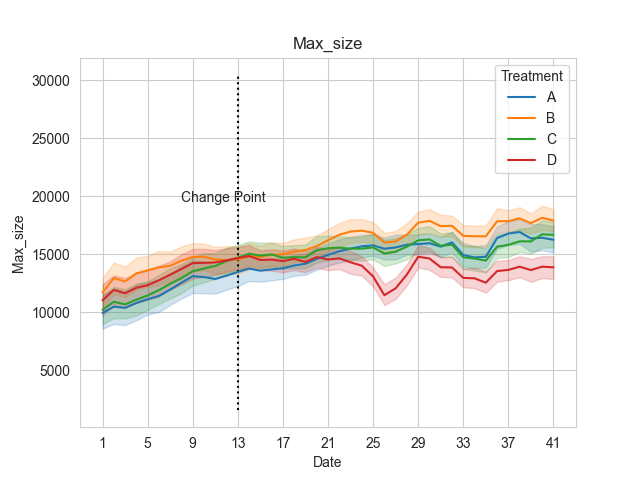 Max_size
Treatment
A
B
C
D
Change Point
Max_size
30000
25000
20000
15000
10000
5000
1 5 9 13 17 21 25 29 33 37 41
Date